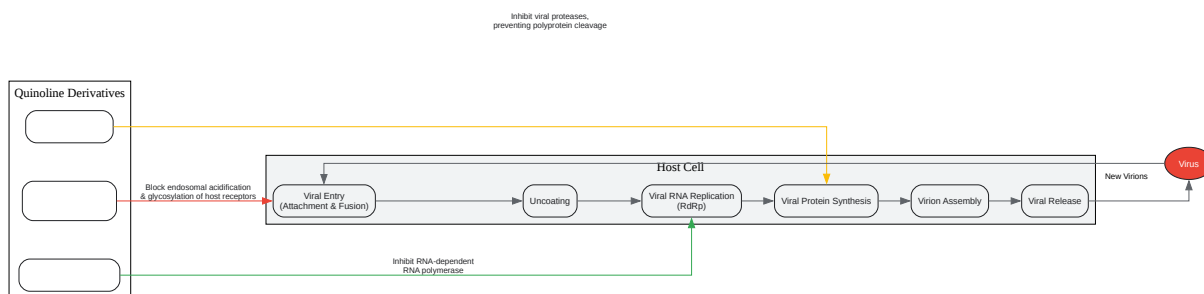 Inhibit viral proteases,
preventing polyprotein cleavage
Quinoline Derivatives
Host Cell
Virus
New Virions
Block endosomal acidification
& glycosylation of host receptors
Viral Entry
(Attachment & Fusion)
Uncoating
Viral RNA Replication
(RdRp)
Viral Protein Synthesis
Virion Assembly
Viral Release
Inhibit RNA-dependent
RNA polymerase